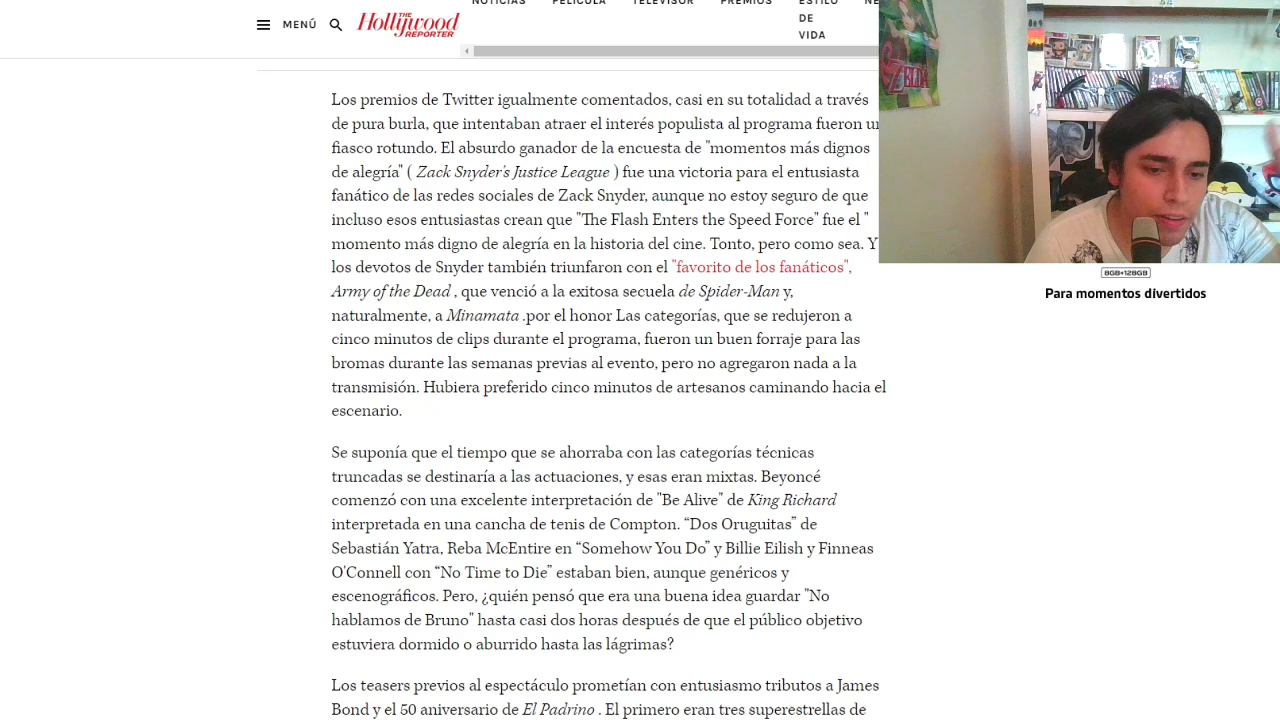 NOTICIAS PELÍCULA TELEVISOR PREMIOS ESTILO
DE
VIDA
MENÚ
THE
Hollywood
REPORTER
Los premios de Twitter igualmente comentados, casi en su totalidad a través
de pura burla, que intentaban atraer el interés populista al programa fueron un
fiasco rotundo. El absurdo ganador de la encuesta de "momentos más dignos
de alegría" ( Zack Snyder's Justice League ) fue una victoria para el entusiasta
fanático de las redes sociales de Zack Snyder, aunque no estoy seguro de que
incluso esos entusiastas crean que "The Flash Enters the Speed Force" fue el "
momento más digno de alegría en la historia del cine. Tonto, pero como sea. Y
los devotos de Snyder también triunfaron con el "favorito de los fanáticos",
Army of the Dead , que venció a la exitosa secuela de Spider-Man y,
naturalmente, a Minamata .por el honor Las categorías, que se redujeron a
cinco minutos de clips durante el programa, fueron un buen forraje para las
bromas durante las semanas previas al evento, pero no agregaron nada a la
transmisión. Hubiera preferido cinco minutos de artesanos caminando hacia el
escenario.
Se suponía que el tiempo que se ahorraba con las categorías técnicas
truncadas se destinaría a las actuaciones, y esas eran mixtas. Beyoncé
comenzó con una excelente interpretación de "Be Alive" de King Richard
interpretada en una cancha de tenis de Compton. “Dos Oruguitas” de
Sebastián Yatra, Reba McEntire en “Somehow You Do” y Billie Eilish y Finneas
O'Connell con “No Time to Die” estaban bien, aunque genéricos y
escenográficos. Pero, ¿quién pensó que era una buena idea guardar "No
hablamos de Bruno" hasta casi dos horas después de que el público objetivo
estuviera dormido o aburrido hasta las lágrimas?
Los teasers previos al espectáculo prometían con entusiasmo tributos a James
Bond y el 50 aniversario de El Padrino . El primero eran tres superestrellas de
ZELDA
8GB+128GB
Para momentos divertidos